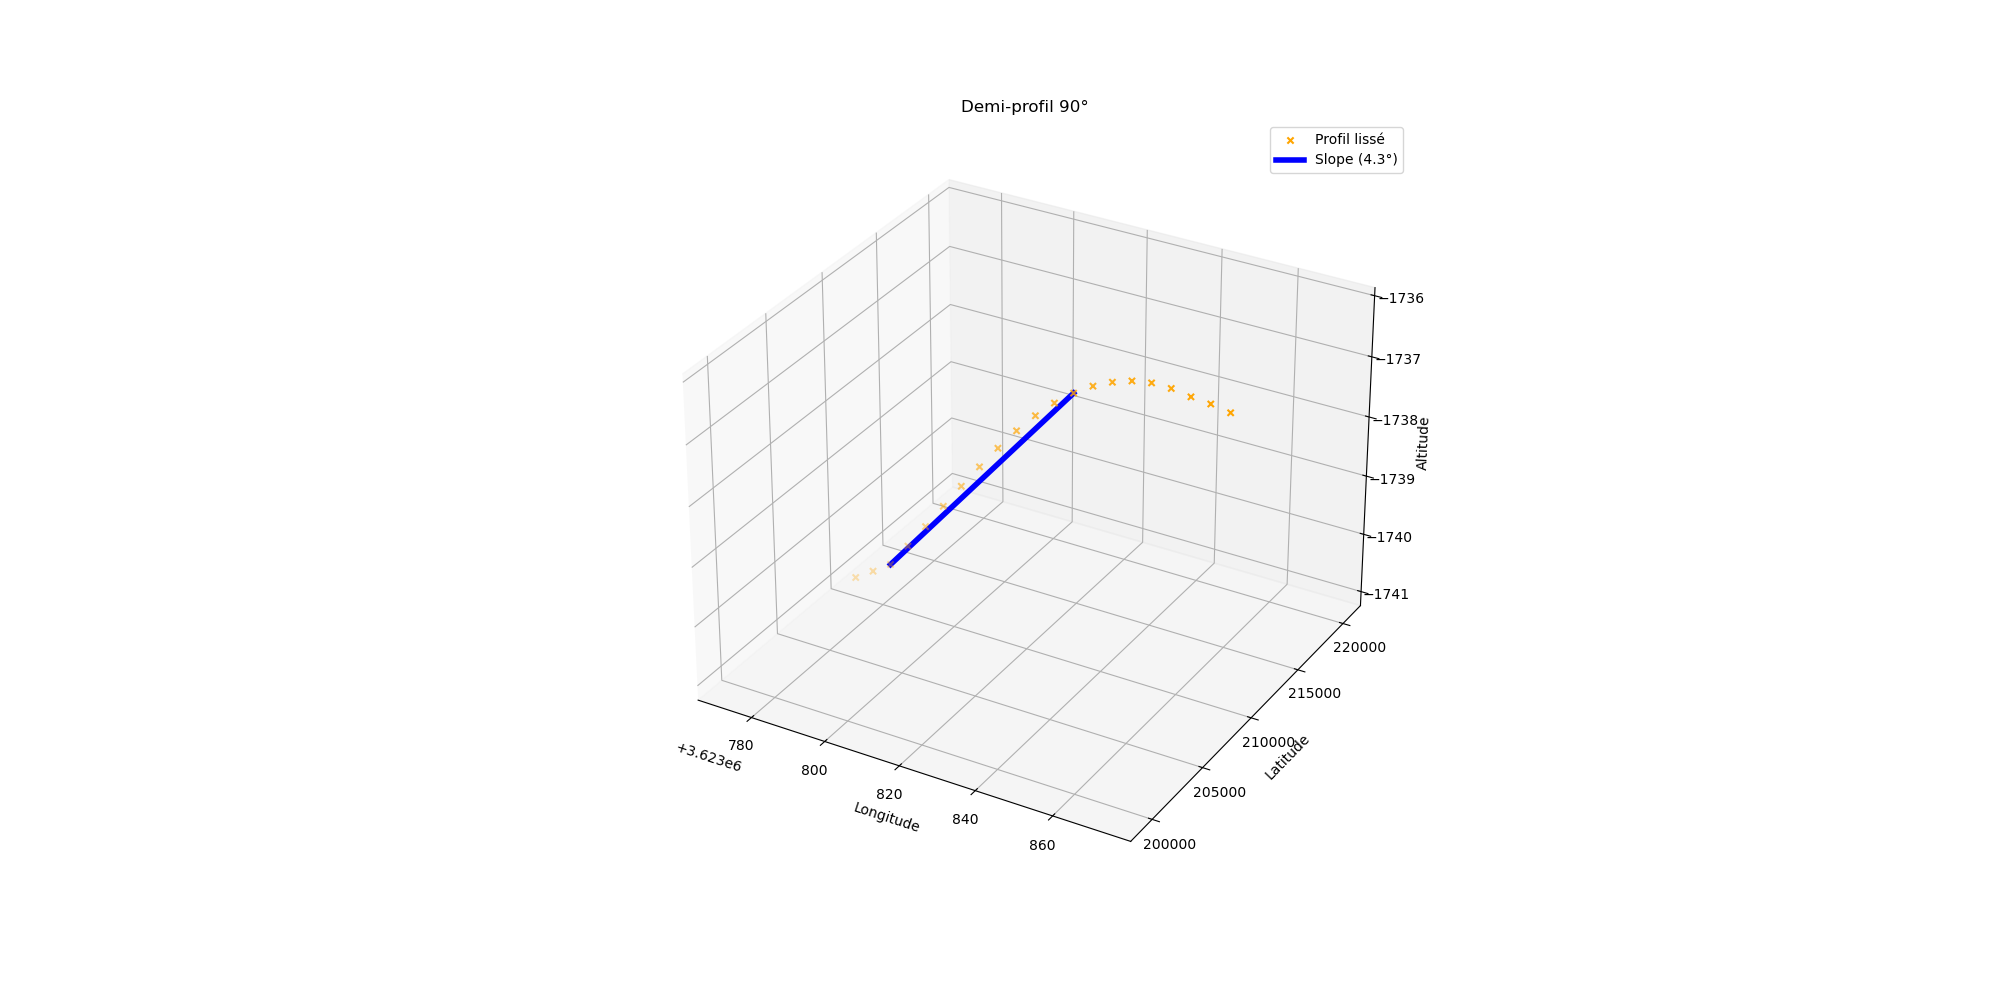 Demi-profil 90°
Profil lissé
Slope (4.3°)
−1736
−1737
−1738
−1739
−1740
−1741
Altitude
220000
215000
210000
205000
200000
Latitude
780
800
820
840
860
+3.623e6
Longitude